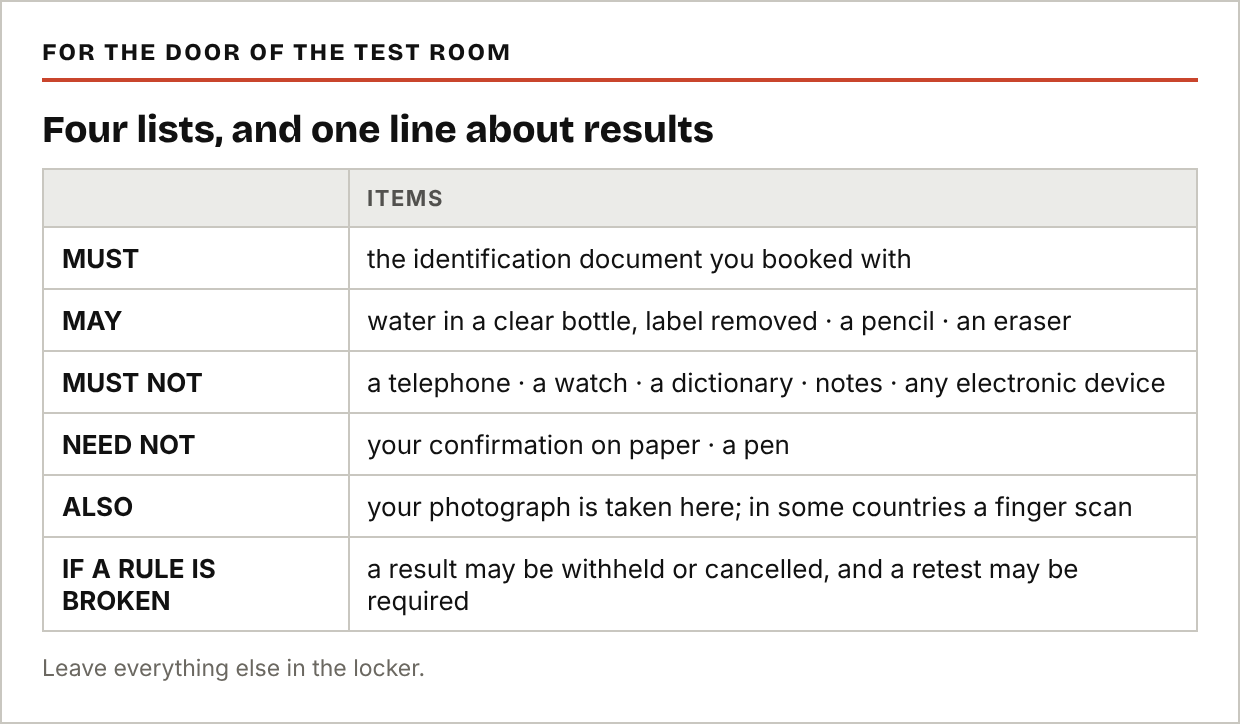 FOR THE DOOR OF THE TEST ROOM
Four lists, and one line about results
ITEMS
MUST
the identification document you booked with
MAY
water in a clear bottle, label removed · a pencil · an eraser
MUST NOT
a telephone · a watch · a dictionary · notes · any electronic device
NEED NOT
your confirmation on paper · a pen
ALSO
your photograph is taken here; in some countries a finger scan
IF A RULE IS
BROKEN
a result may be withheld or cancelled, and a retest may be
required
Leave everything else in the locker.